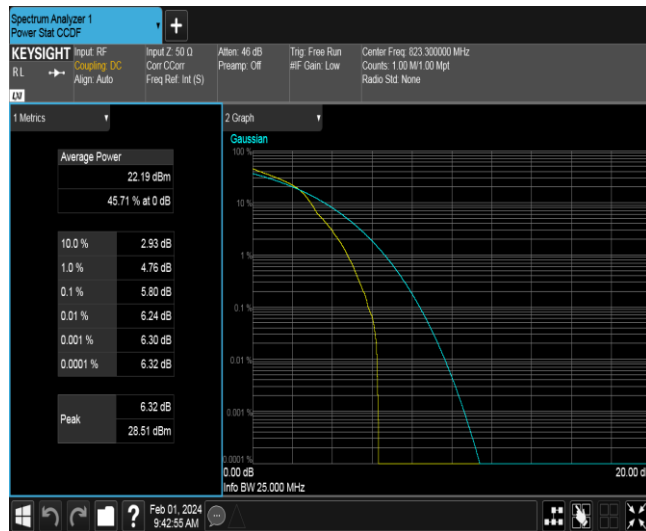 Spectrum Analyzer 1
Power Stat CCDF
+
KEYSIGHT
RL
LXI
Input: RF
Coupling: DC
Align: Auto
Input Z: 50 Ω
Corr CCorr
Freq Ref: Int (S)
Atten: 46 dB
Preamp: Off
Trig: Free Run
#IF Gain: Low
Center Freq: 823.300000 MHz
Counts: 1.00 M/1.00 Mpt
Radio Std: None
1 Metrics
Average Power
22.19 dBm
45.71 % at 0 dB
10.0 % 2.93 dB
1.0 % 4.76 dB
0.1 % 5.80 dB
0.01 % 6.24 dB
0.001 % 6.30 dB
0.0001 % 6.32 dB
Peak
6.32 dB
28.51 dBm
2 Graph
Gaussian
100 %
10 %
1 %
0.1 %
0.01 %
0.001 %
0.0001 %
0.00 dB
20.00 d
Info BW 25.000 MHz
?
Feb 01, 2024
9:42:55 AM